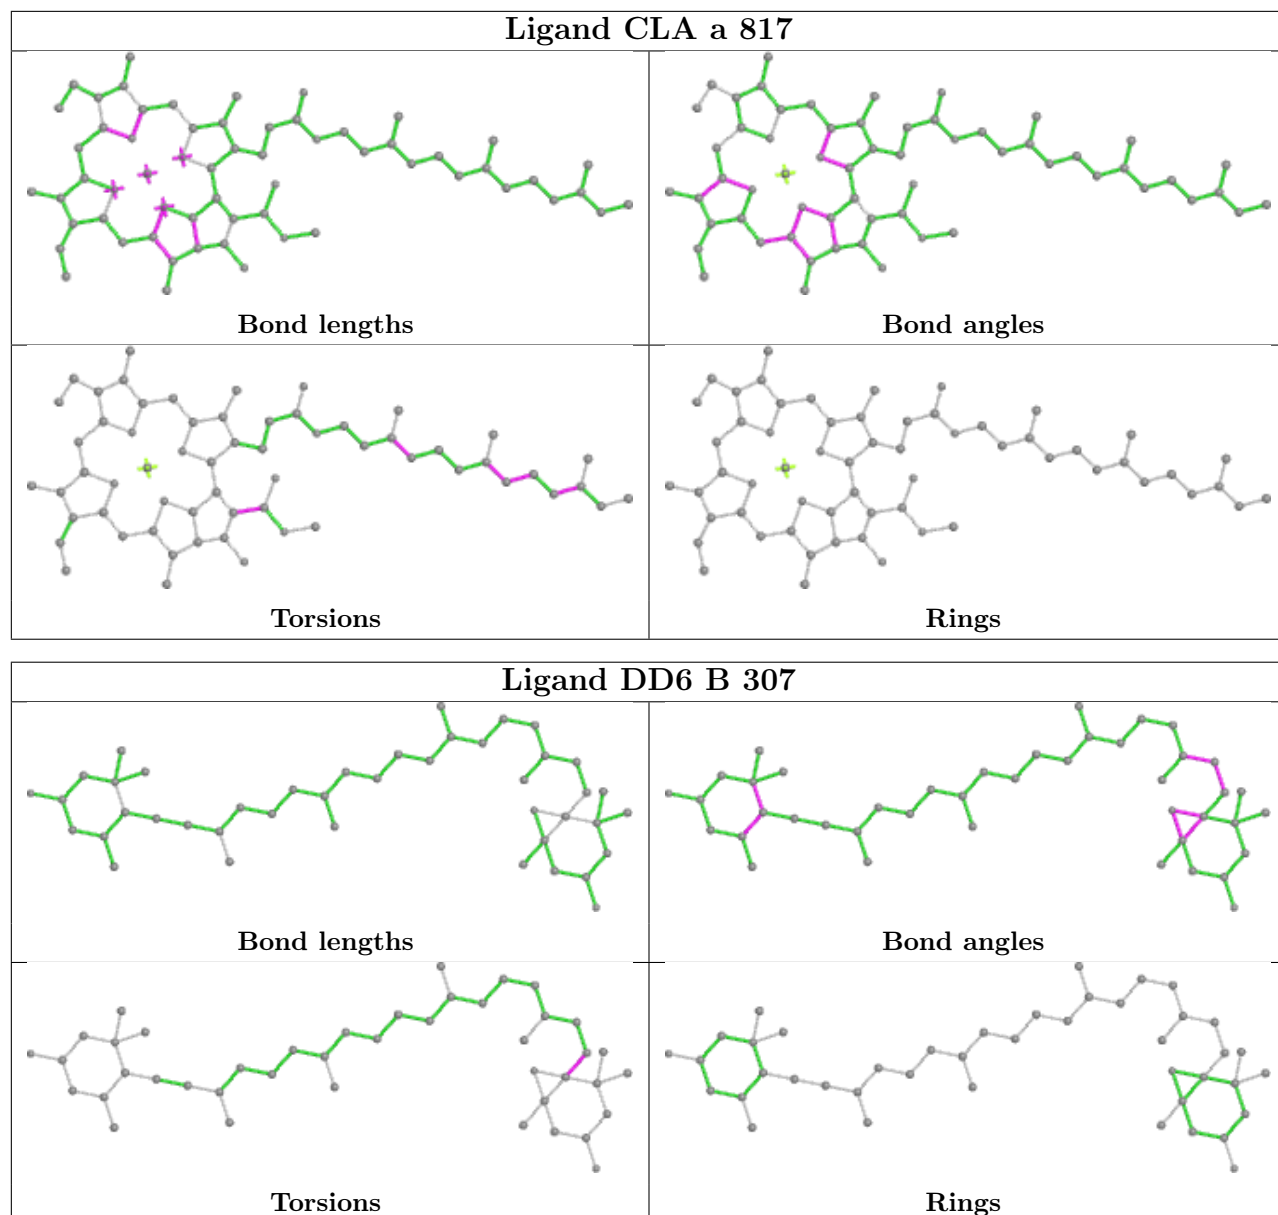 Ligand CLA a 817
Bond lengths
Bond angles
Torsions
Rings
Ligand DD6 B 307
Bond lengths
Bond angles
Torsions
Rings